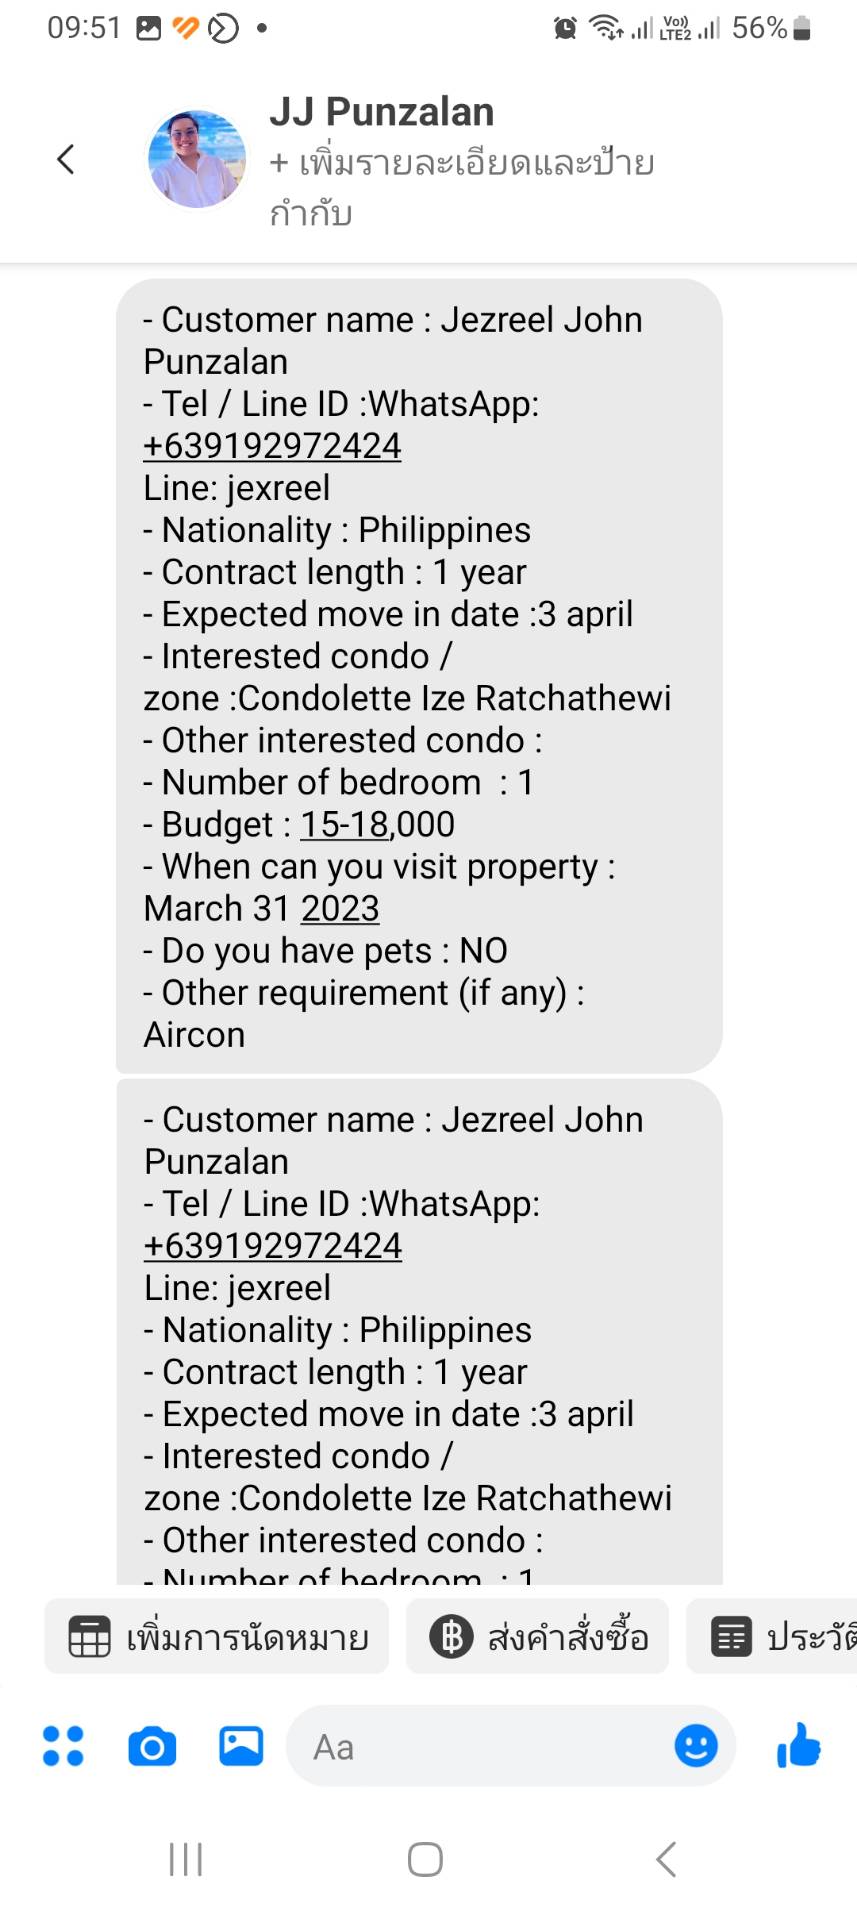 09:51
Vo))
LTE2
56%
JJ Punzalan
+ เพิ่มรายละเอียดและป้าย
กำกับ
- Customer name : Jezreel John
Punzalan
- Tel / Line ID :WhatsApp:
+639192972424
Line: jexreel
- Nationality : Philippines
- Contract length : 1 year
- Expected move in date :3 april
- Interested condo /
zone :Condolette Ize Ratchathewi
- Other interested condo :
- Number of bedroom  : 1
- Budget : 15-18,000
- When can you visit property :
March 31 2023
- Do you have pets : NO
- Other requirement (if any) :
Aircon
- Customer name : Jezreel John
Punzalan
- Tel / Line ID :WhatsApp:
+639192972424
Line: jexreel
- Nationality : Philippines
- Contract length : 1 year
- Expected move in date :3 april
- Interested condo /
zone :Condolette Ize Ratchathewi
- Other interested condo :
- Number of bedroom  : 1
เพิ่มการนัดหมาย
ส่งคำสั่งซื้อ
Aa